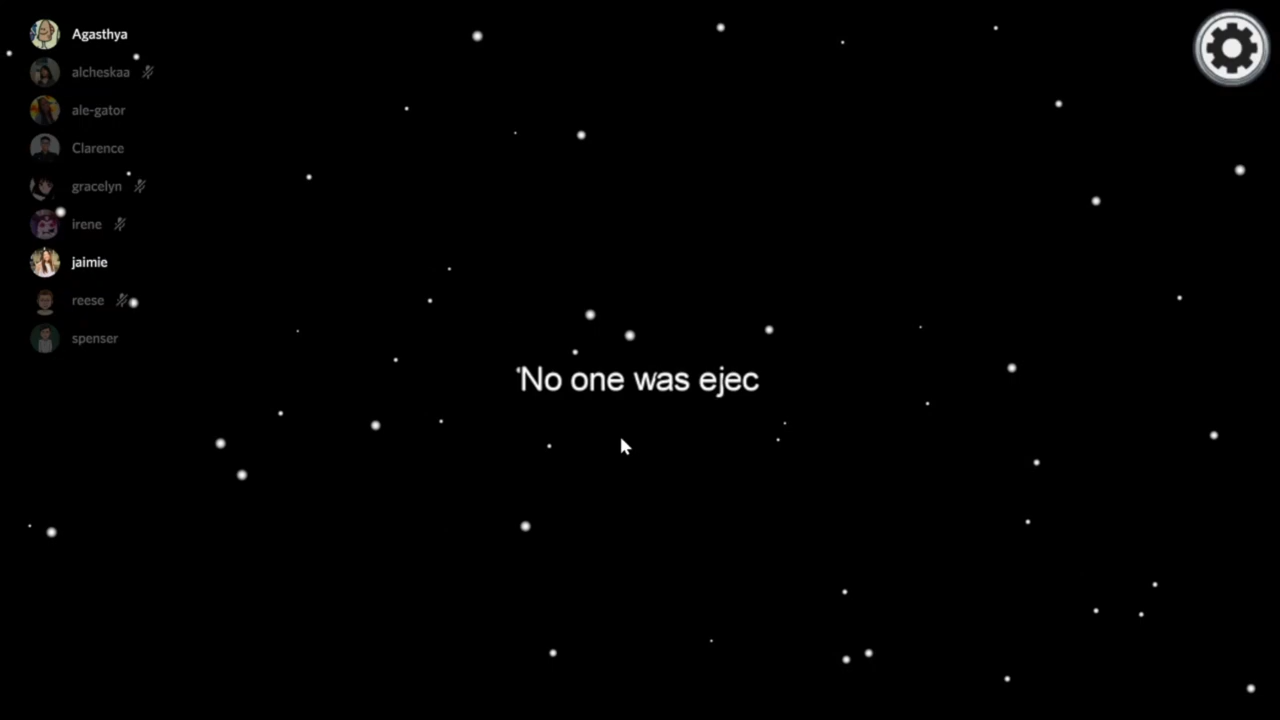 Agasthya
alcheskaa
ale-gator
Clarence
gracelyn
irene
jaimie
reese
spenser
No one was ejec